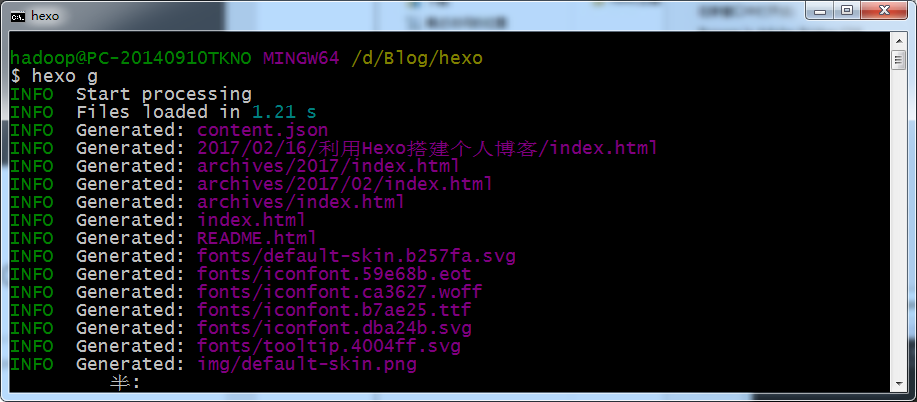 hexo
hadoop@PC-20140910TKNO MINGW64 /d/Blog/hexo
$ hexo g
INFO  Start processing
INFO  Files loaded in 1.21 s
INFO  Generated: content.json
INFO  Generated: 2017/02/16/利用Hexo搭建个人博客/index.html
INFO  Generated: archives/2017/index.html
INFO  Generated: archives/2017/02/index.html
INFO  Generated: archives/index.html
INFO  Generated: index.html
INFO  Generated: README.html
INFO  Generated: fonts/default-skin.b257fa.svg
INFO  Generated: fonts/iconfont.59e68b.eot
INFO  Generated: fonts/iconfont.ca3627.woff
INFO  Generated: fonts/iconfont.b7ae25.ttf
INFO  Generated: fonts/iconfont.dba24b.svg
INFO  Generated: fonts/tooltip.4004ff.svg
INFO  Generated: img/default-skin.png
半: